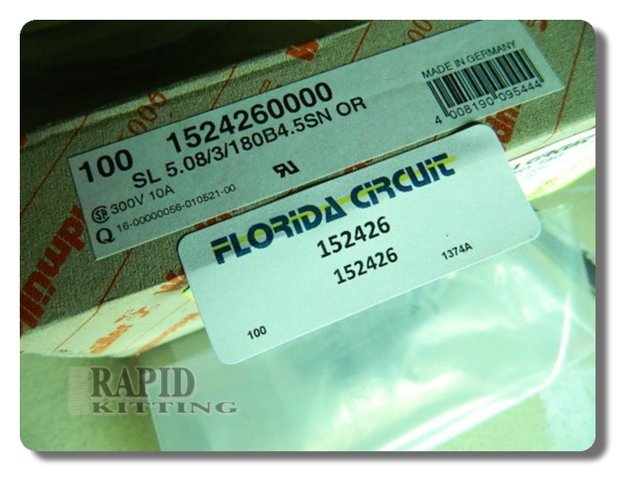 100 1524260000
SL 5.08/3/180B4.5SN OR
300V 10A
Q 16-00000056-010521-00
MADE IN GERMANY
4 008190 095444
FLORIDA CIRCUIT
152426
152426
100
1374A
RAPID
KITTING